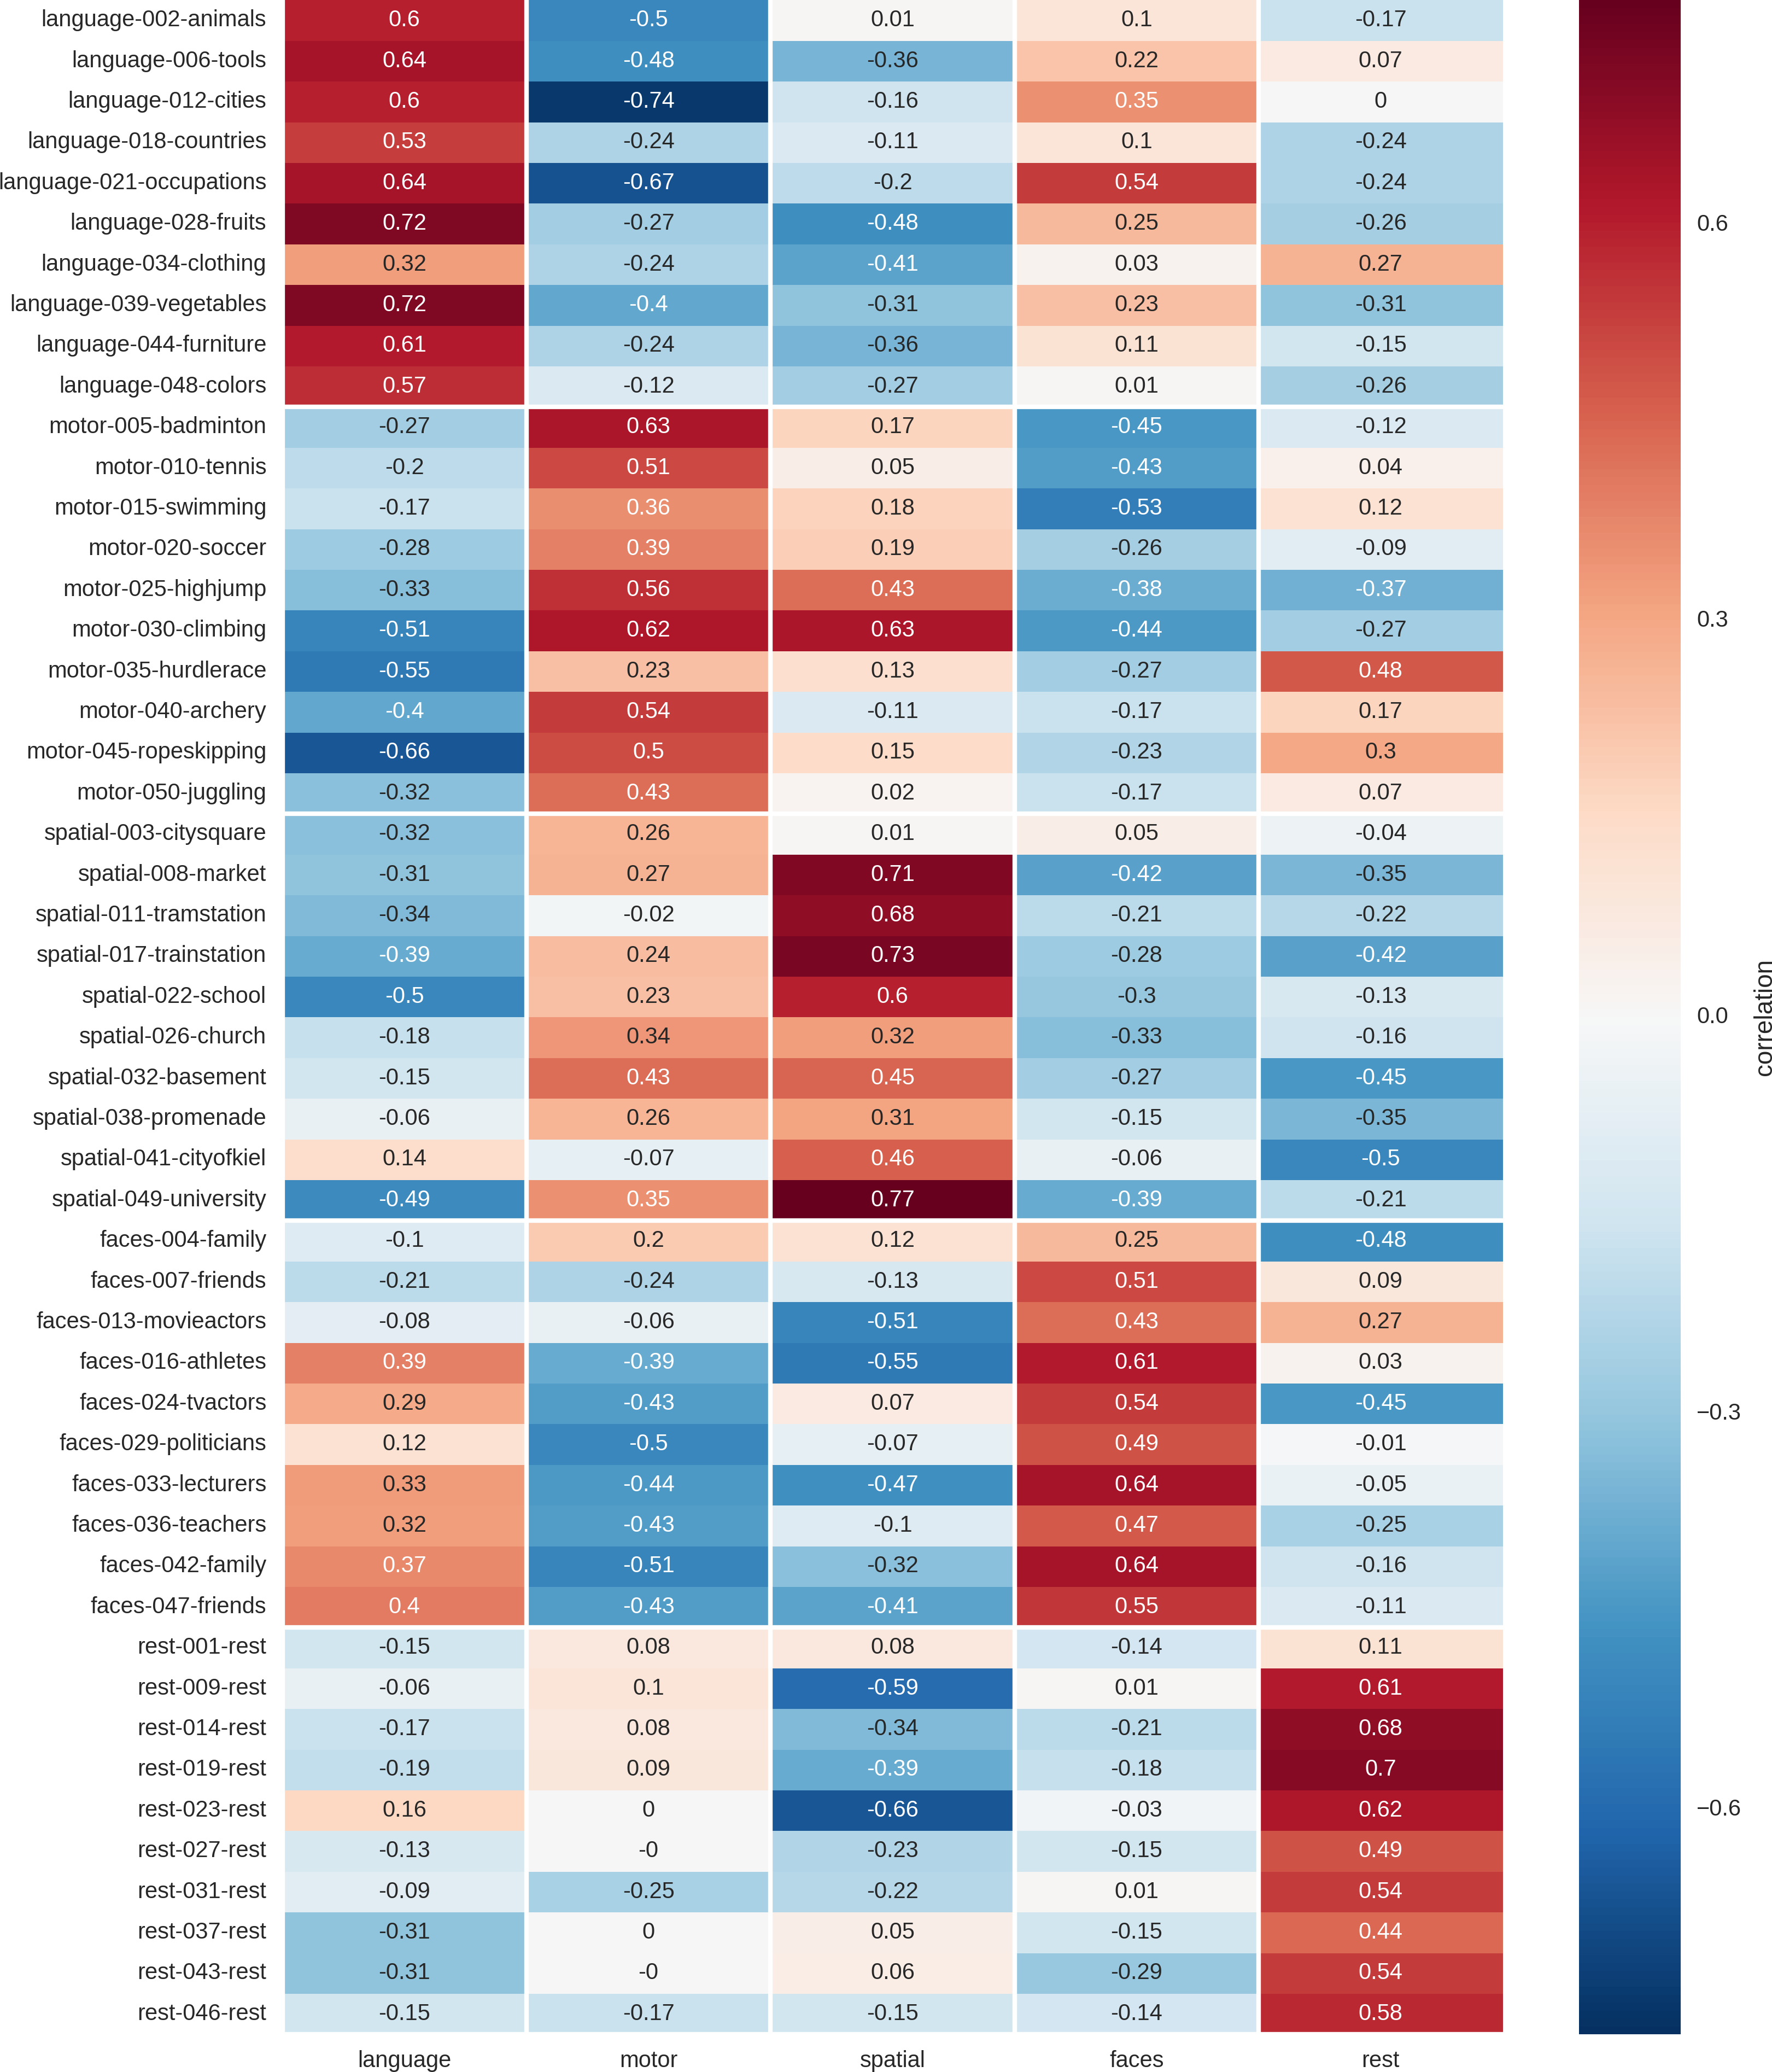 language-002-animals 0.6 -0.5 0.01 0.1 -0.17
language-006-tools 0.64 -0.48 -0.36 0.22 0.07
language-012-cities 0.6 -0.74 -0.16 0.35 0
language-018-countries 0.53 -0.24 -0.11 0.1 -0.24
language-021-occupations 0.64 -0.67 -0.2 0.54 -0.24
language-028-fruits 0.72 -0.27 -0.48 0.25 -0.26
language-034-clothing 0.32 -0.24 -0.41 0.03 0.27
language-039-vegetables 0.72 -0.4 -0.31 0.23 -0.31
language-044-furniture 0.61 -0.24 -0.36 0.11 -0.15
language-048-colors 0.57 -0.12 -0.27 0.01 -0.26
motor-005-badminton -0.27 0.63 0.17 -0.45 -0.12
motor-010-tennis -0.2 0.51 0.05 -0.43 0.04
motor-015-swimming -0.17 0.36 0.18 -0.53 0.12
motor-020-soccer -0.28 0.39 0.19 -0.26 -0.09
motor-025-highjump -0.33 0.56 0.43 -0.38 -0.37
motor-030-climbing -0.51 0.62 0.63 -0.44 -0.27
motor-035-hurdlerace -0.55 0.23 0.13 -0.27 0.48
motor-040-archery -0.4 0.54 -0.11 -0.17 0.17
motor-045-ropeskipping -0.66 0.5 0.15 -0.23 0.3
motor-050-juggling -0.32 0.43 0.02 -0.17 0.07
spatial-003-citysquare -0.32 0.26 0.01 0.05 -0.04
spatial-008-market -0.31 0.27 0.71 -0.42 -0.35
spatial-011-tramstation -0.34 -0.02 0.68 -0.21 -0.22
spatial-017-trainstation -0.39 0.24 0.73 -0.28 -0.42
spatial-022-school -0.5 0.23 0.6 -0.3 -0.13
spatial-026-church -0.18 0.34 0.32 -0.33 -0.16
spatial-032-basement -0.15 0.43 0.45 -0.27 -0.45
spatial-038-promenade -0.06 0.26 0.31 -0.15 -0.35
spatial-041-cityofkiel 0.14 -0.07 0.46 -0.06 -0.5
spatial-049-university -0.49 0.35 0.77 -0.39 -0.21
faces-004-family -0.1 0.2 0.12 0.25 -0.48
faces-007-friends -0.21 -0.24 -0.13 0.51 0.09
faces-013-movieactors -0.08 -0.06 -0.51 0.43 0.27
faces-016-athletes 0.39 -0.39 -0.55 0.61 0.03
faces-024-tvactors 0.29 -0.43 0.07 0.54 -0.45
faces-029-politicians 0.12 -0.5 -0.07 0.49 -0.01
faces-033-lecturers 0.33 -0.44 -0.47 0.64 -0.05
faces-036-teachers 0.32 -0.43 -0.1 0.47 -0.25
faces-042-family 0.37 -0.51 -0.32 0.64 -0.16
faces-047-friends 0.4 -0.43 -0.41 0.55 -0.11
rest-001-rest -0.15 0.08 0.08 -0.14 0.11
rest-009-rest -0.06 0.1 -0.59 0.01 0.61
rest-014-rest -0.17 0.08 -0.34 -0.21 0.68
rest-019-rest -0.19 0.09 -0.39 -0.18 0.7
rest-023-rest 0.16 0 -0.66 -0.03 0.62
rest-027-rest -0.13 -0 -0.23 -0.15 0.49
rest-031-rest -0.09 -0.25 -0.22 0.01 0.54
rest-037-rest -0.31 0 0.05 -0.15 0.44
rest-043-rest -0.31 -0 0.06 -0.29 0.54
rest-046-rest -0.15 -0.17 -0.15 -0.14 0.58
language motor spatial faces rest
0.6
0.3
0.0
−0.3
−0.6
correlation